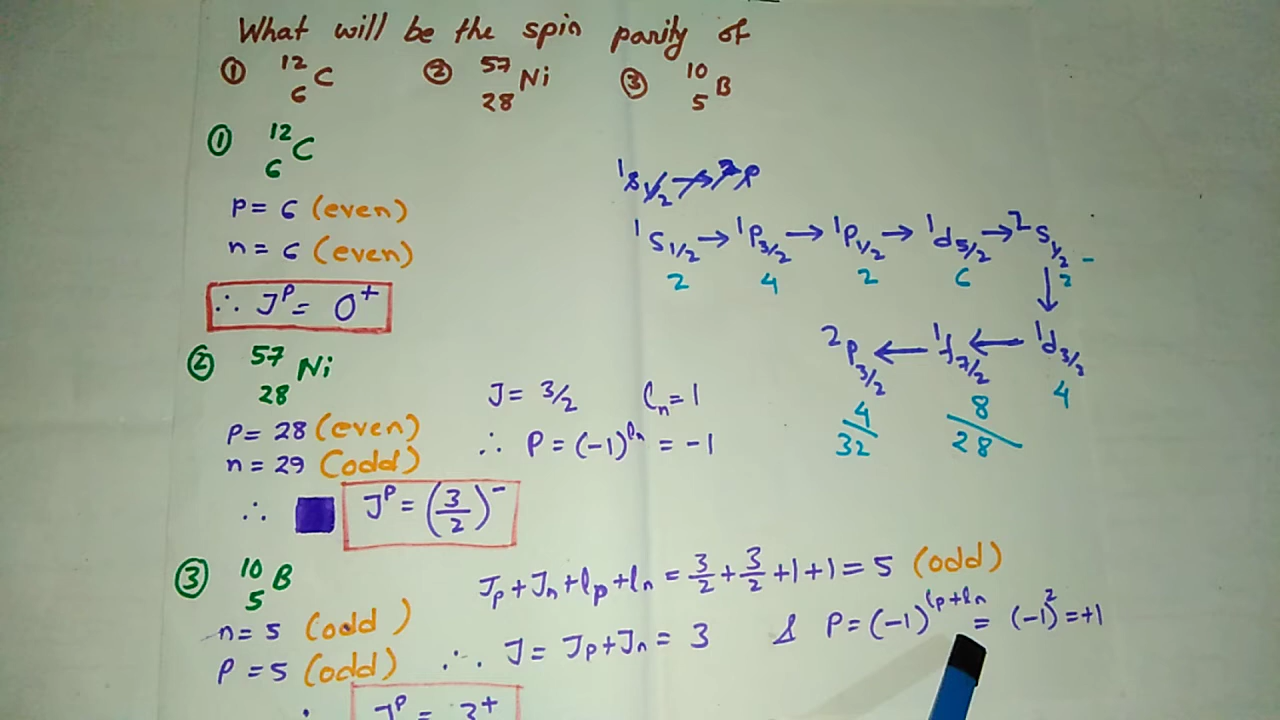 What will be the spin parity of
① ¹²₆C ② ⁵⁷₂₈Ni ③ ¹⁰₅B
① ¹²₆C
P = 6 (even)
n = 6 (even)
∴ Jᴾ = 0⁺
② ⁵⁷₂₈Ni
P = 28 (even)
n = 29 (odd)
∴ Jᴾ = (3/2)⁻
J = 3/2 lₙ = 1
∴ P = (-1)^lₙ = -1
¹S₁/₂ → ¹P₃/₂ → ¹P₁/₂ → ¹d₅/₂ → ²S₁/₂
2 4 2 6 2
²P₃/₂ ← ¹f₇/₂ ← ¹d₃/₂
4 8 4
32 28
③ ¹⁰₅B
n = 5 (odd)
P = 5 (odd)
Jₚ + Jₙ + lₚ + lₙ = 3/2 + 3/2 + 1 + 1 = 5 (odd)
∴ J = Jₚ + Jₙ = 3 & P = (-1)^(lₚ+lₙ) = (-1)² = +1
∴ Jᴾ = 3⁺